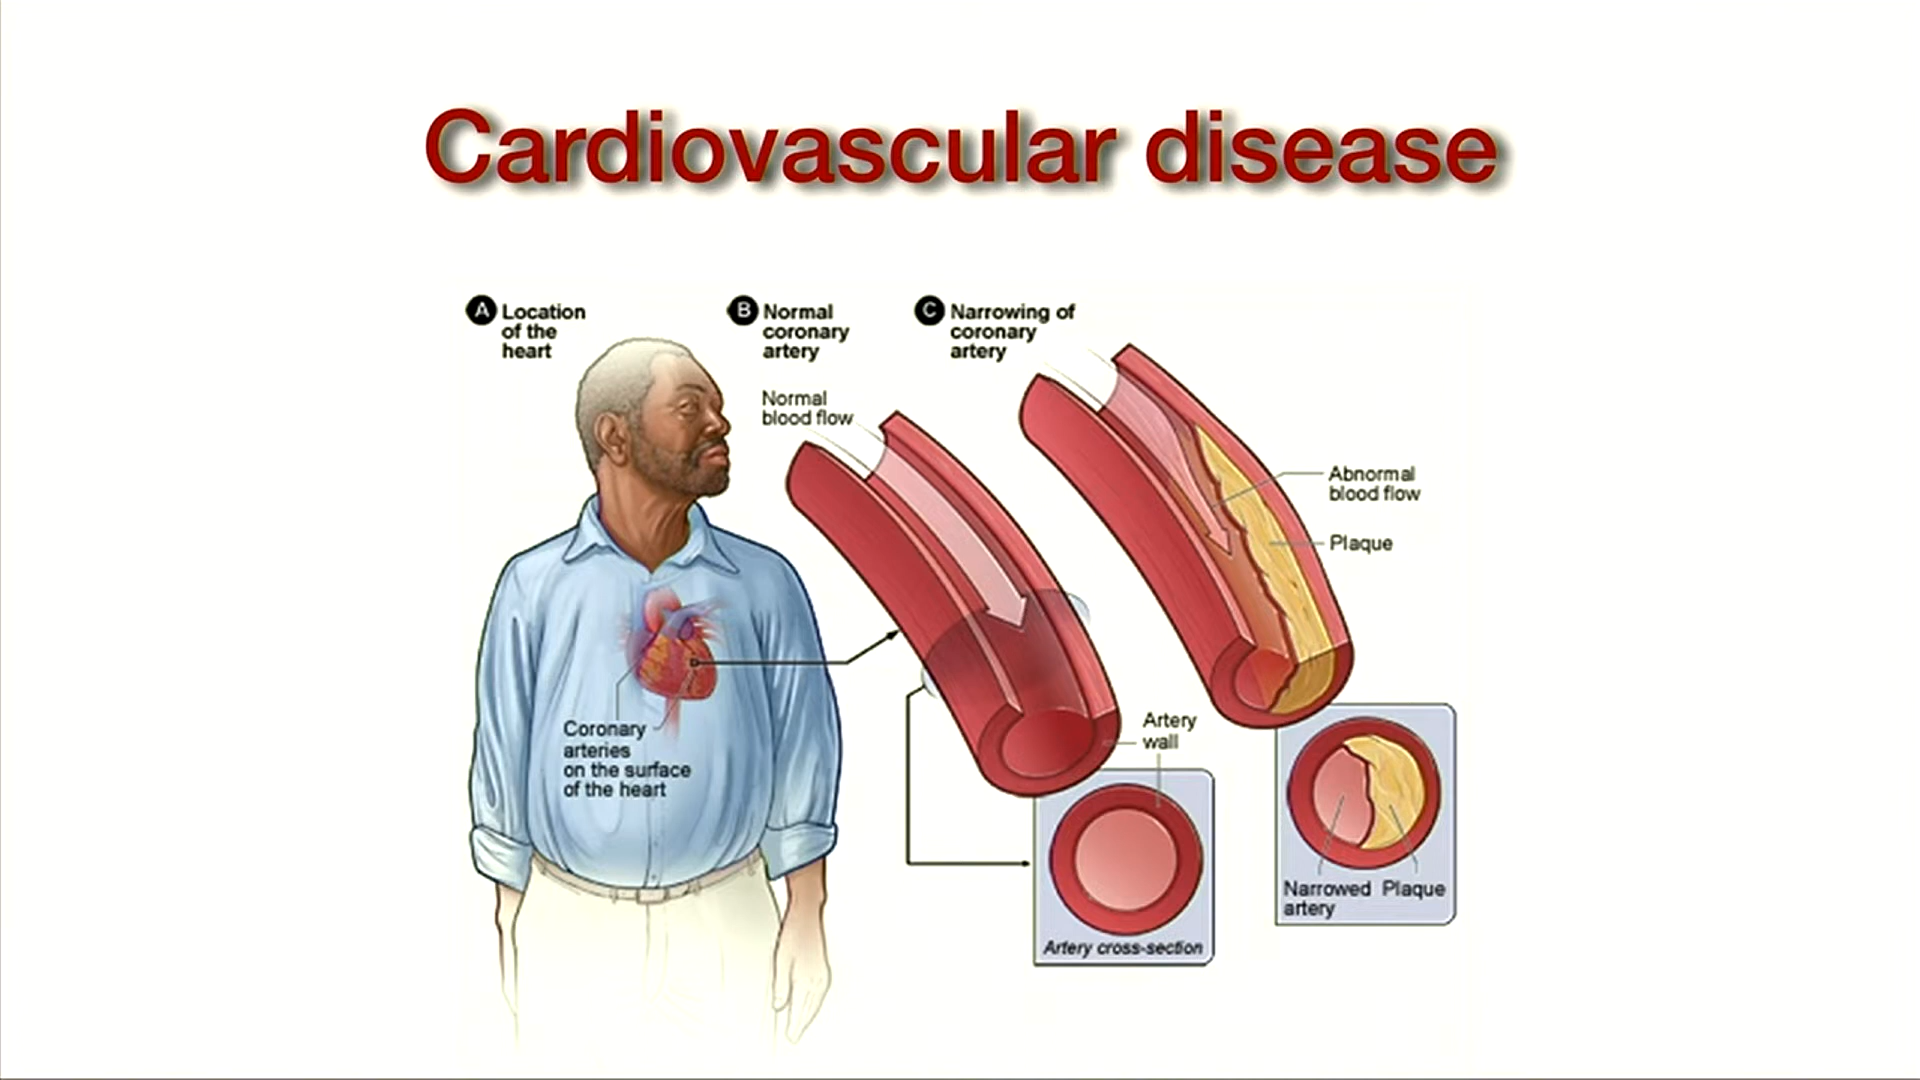 Cardiovascular disease
A Location
of the
heart
B Normal
coronary
artery
C Narrowing of
coronary
artery
Normal
blood flow
Abnormal
blood flow
Plaque
Coronary
arteries
on the surface
of the heart
Artery
wall
Artery cross-section
Narrowed Plaque
artery